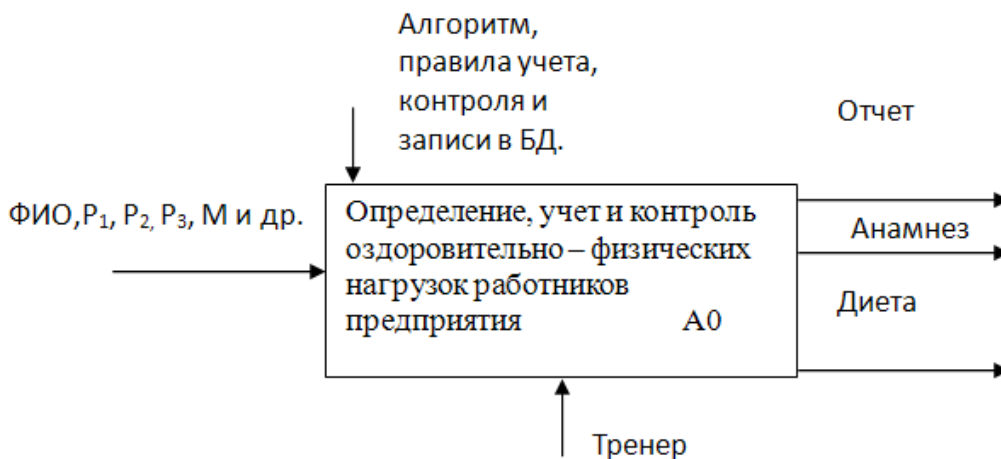 Алгоритм,
правила учета,
контроля и
записи в БД.
Отчет
ФИО,P₁, P₂, P₃, М и др.
Определение, учет и контроль
оздоровительно – физических
нагрузок работников
предприятия А0
Анамнез
Диета
Тренер